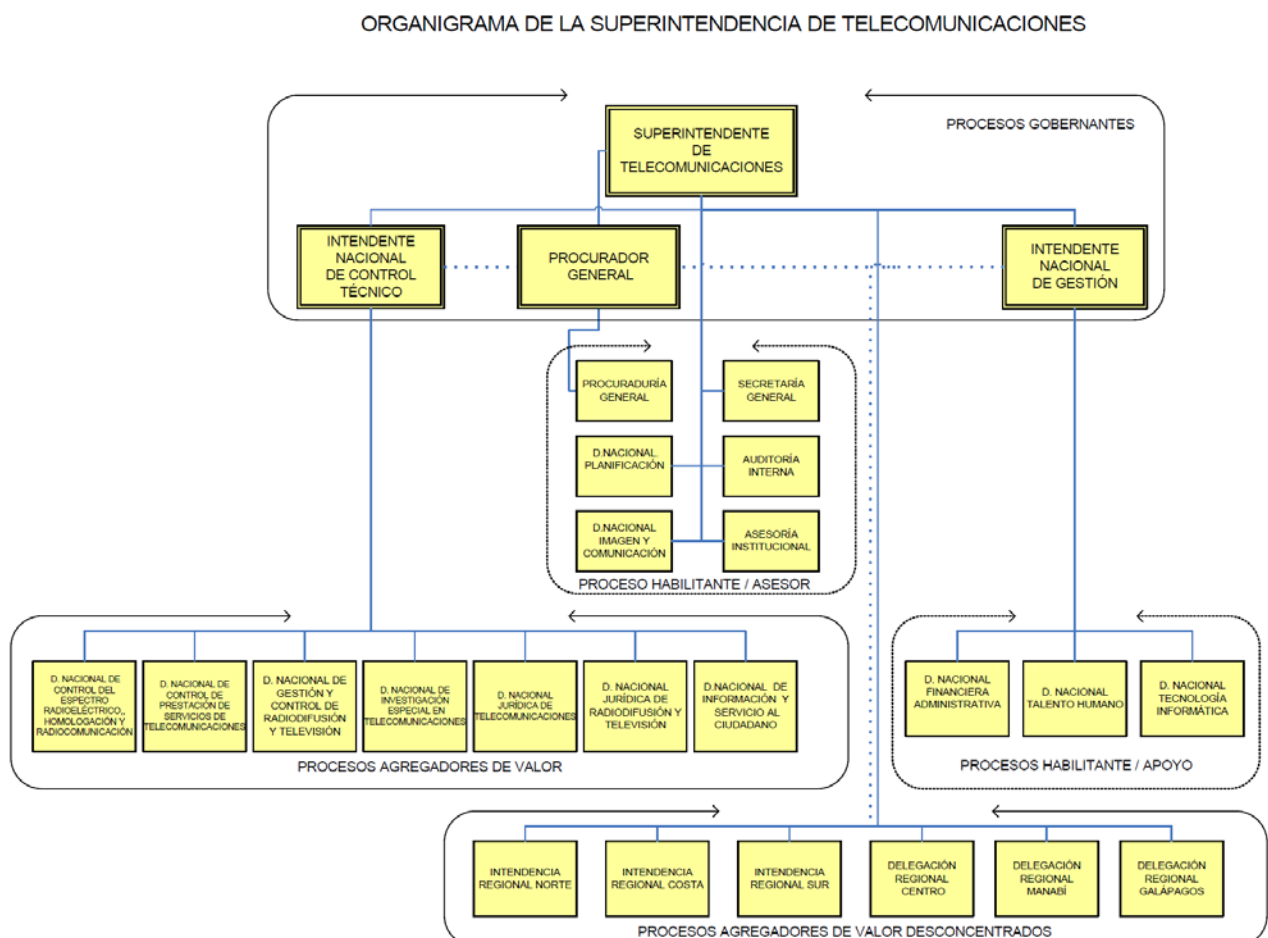 ORGANIGRAMA DE LA SUPERINTENDENCIA DE TELECOMUNICACIONES
PROCESOS GOBERNANTES
SUPERINTENDENTE
DE
TELECOMUNICACIONES
INTENDENTE
NACIONAL
DE CONTROL
TÉCNICO
PROCURADOR
GENERAL
INTENDENTE
NACIONAL
DE GESTIÓN
PROCURADURÍA
GENERAL
SECRETARÍA
GENERAL
D.NACIONAL.
PLANIFICACIÓN
AUDITORÍA
INTERNA
D.NACIONAL
IMAGEN Y
COMUNICACIÓN
ASESORÍA
INSTITUCIONAL
PROCESO HABILITANTE / ASESOR
D. NACIONAL DE
CONTROL DEL
ESPECTRO
RADIOELÉCTRICO,,
HOMOLOGACIÓN Y
RADIOCOMUNICACIÓN
D. NACIONAL DE
CONTROL DE
PRESTACIÓN DE
SERVICIOS DE
TELECOMUNICACIONES
D. NACIONAL DE
GESTIÓN Y
CONTROL DE
RADIODIFUSIÓN
Y TELEVISIÓN
D. NACIONAL DE
INVESTIGACIÓN
ESPECIAL EN
TELECOMUNICACIONES
D. NACIONAL
JURÍDICA DE
TELECOMUNICACIONES
D. NACIONAL
JURÍDICA DE
RADIODIFUSIÓN Y
TELEVISIÓN
D.NACIONAL DE
INFORMACIÓN Y
SERVICIO AL
CIUDADANO
PROCESOS AGREGADORES DE VALOR
D. NACIONAL
FINANCIERA
ADMINISTRATIVA
D. NACIONAL
TALENTO HUMANO
D. NACIONAL
TECNOLOGÍA
INFORMÁTICA
PROCESOS HABILITANTE / APOYO
INTENDENCIA
REGIONAL NORTE
INTENDENCIA
REGIONAL COSTA
INTENDENCIA
REGIONAL SUR
DELEGACIÓN
REGIONAL
CENTRO
DELEGACIÓN
REGIONAL
MANABÍ
DELEGACIÓN
REGIONAL
GALÁPAGOS
PROCESOS AGREGADORES DE VALOR DESCONCENTRADOS